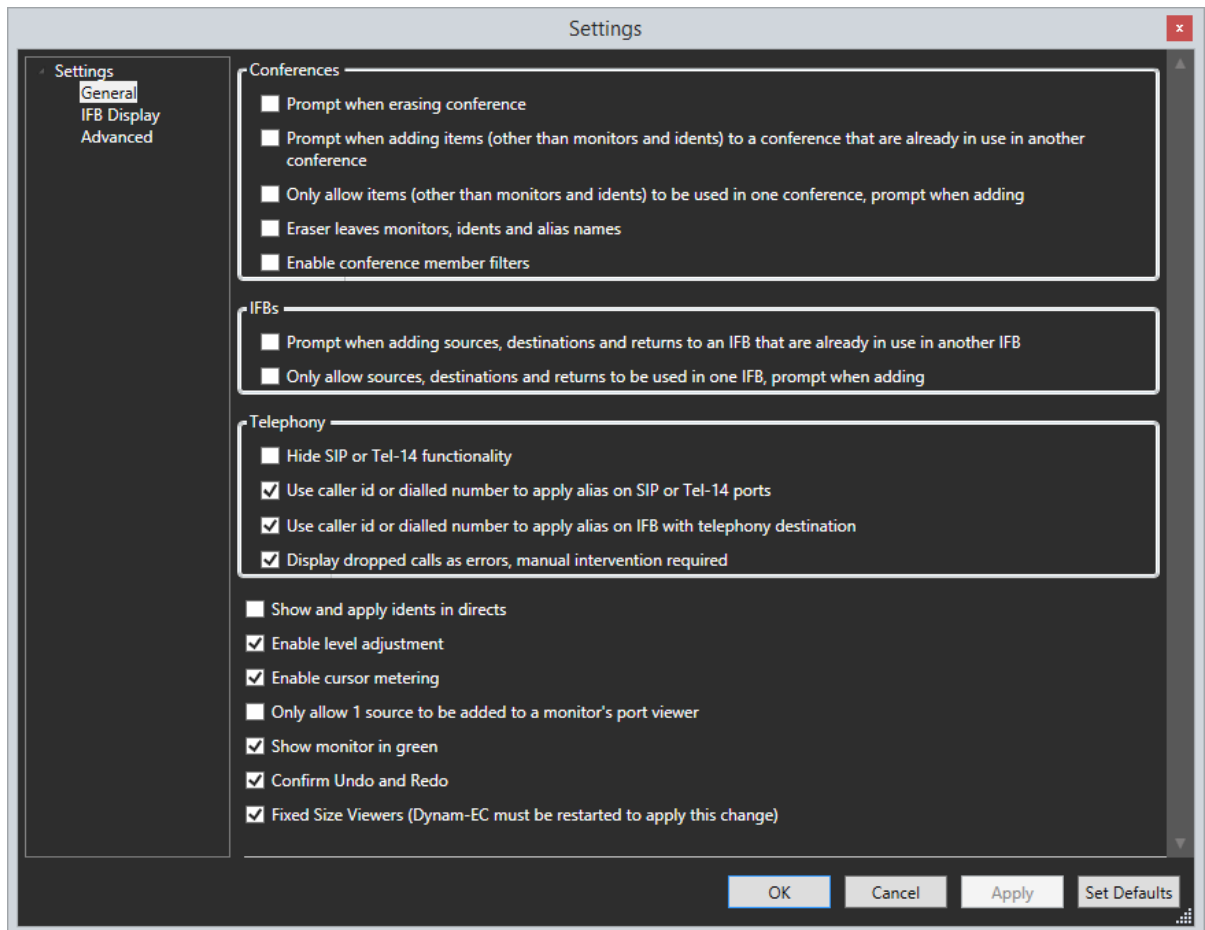 Settings
x
Settings
General
IFB Display
Advanced
Conferences
Prompt when erasing conference
Prompt when adding items (other than monitors and idents) to a conference that are already in use in another
conference
Only allow items (other than monitors and idents) to be used in one conference, prompt when adding
Eraser leaves monitors, idents and alias names
Enable conference member filters
IFBs
Prompt when adding sources, destinations and returns to an IFB that are already in use in another IFB
Only allow sources, destinations and returns to be used in one IFB, prompt when adding
Telephony
Hide SIP or Tel-14 functionality
Use caller id or dialled number to apply alias on SIP or Tel-14 ports
Use caller id or dialled number to apply alias on IFB with telephony destination
Display dropped calls as errors, manual intervention required
Show and apply idents in directs
Enable level adjustment
Enable cursor metering
Only allow 1 source to be added to a monitor's port viewer
Show monitor in green
Confirm Undo and Redo
Fixed Size Viewers (Dynam-EC must be restarted to apply this change)
OK Cancel Apply Set Defaults